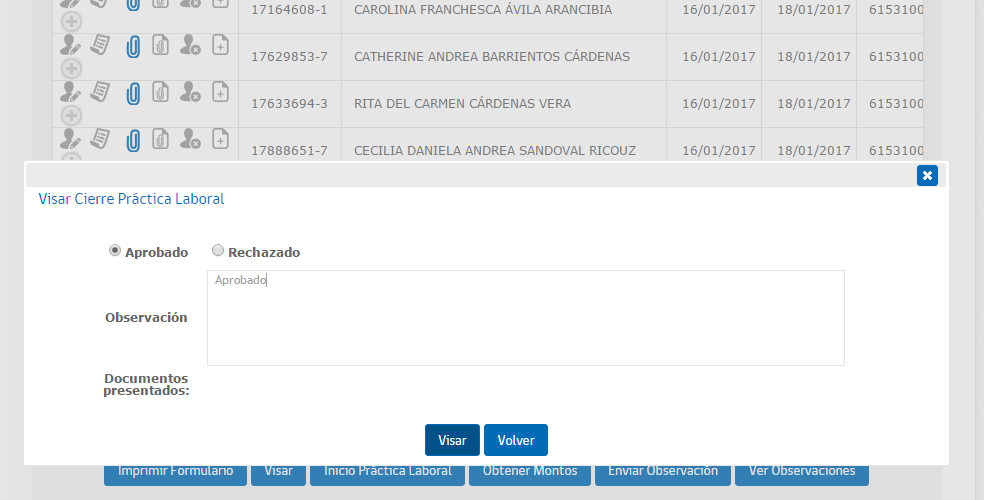 17164608-1 CAROLINA FRANCHESCA ÁVILA ARANCIBIA 16/01/2017 18/01/2017 6153100
17629853-7 CATHERINE ANDREA BARRIENTOS CÁRDENAS 16/01/2017 18/01/2017 6153100
17633694-3 RITA DEL CARMEN CÁRDENAS VERA 16/01/2017 18/01/2017 6153100
17888651-7 CECILIA DANIELA ANDREA SANDOVAL RICOUZ 16/01/2017 18/01/2017 6153100
Visar Cierre Práctica Laboral
Aprobado Rechazado
Aprobado
Observación
Documentos
presentados:
Visar Volver
Imprimir Formulario Visar Inicio Práctica Laboral Obtener Montos Enviar Observación Ver Observaciones